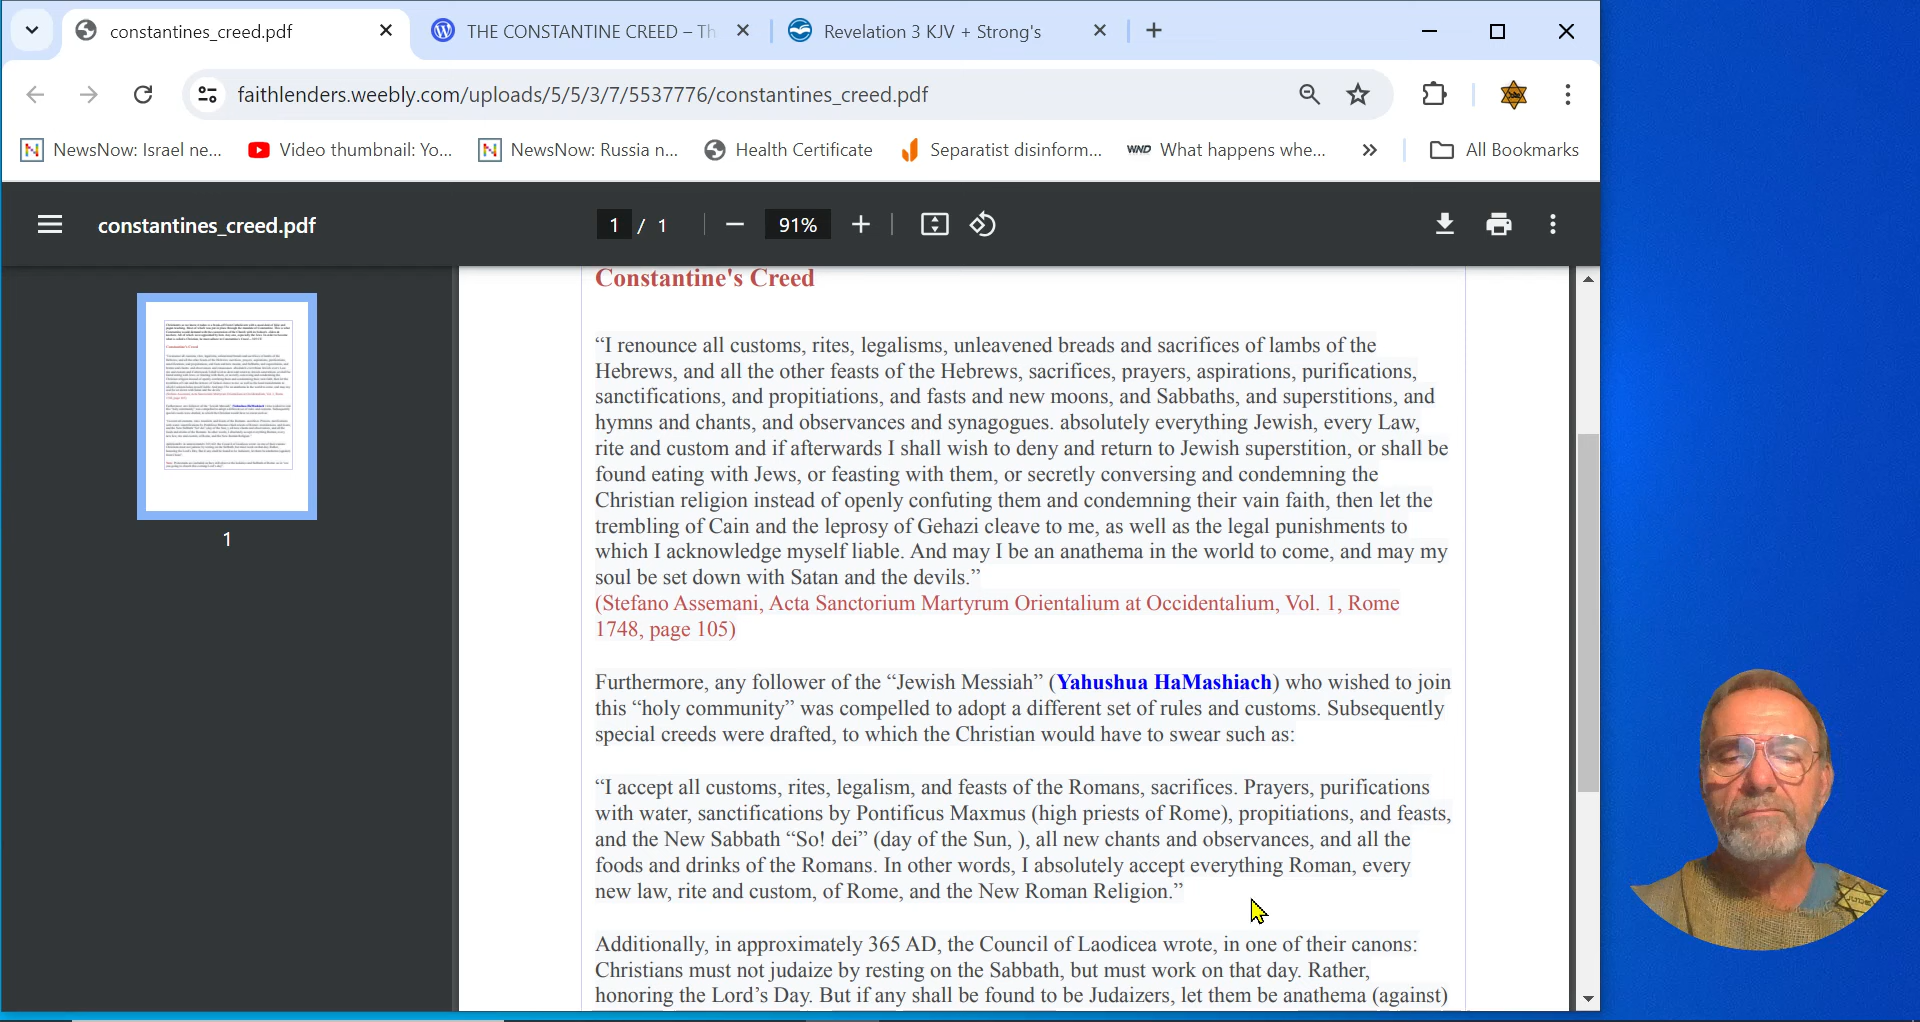 constantines_creed.pdf
THE CONSTANTINE CREED – Th
Revelation 3 KJV + Strong's
faithlenders.weebly.com/uploads/5/5/3/7/5537776/constantines_creed.pdf
NewsNow: Israel ne...
Video thumbnail: Yo...
NewsNow: Russia n...
Health Certificate
Separatist disinform...
WND What happens whe...
All Bookmarks
constantines_creed.pdf
1 / 1
91%
1
Constantine's Creed
“I renounce all customs, rites, legalisms, unleavened breads and sacrifices of lambs of the
Hebrews, and all the other feasts of the Hebrews, sacrifices, prayers, aspirations, purifications,
sanctifications, and propitiations, and fasts and new moons, and Sabbaths, and superstitions, and
hymns and chants, and observances and synagogues. absolutely everything Jewish, every Law,
rite and custom and if afterwards I shall wish to deny and return to Jewish superstition, or shall be
found eating with Jews, or feasting with them, or secretly conversing and condemning the
Christian religion instead of openly confuting them and condemning their vain faith, then let the
trembling of Cain and the leprosy of Gehazi cleave to me, as well as the legal punishments to
which I acknowledge myself liable. And may I be an anathema in the world to come, and may my
soul be set down with Satan and the devils.”
(Stefano Assemani, Acta Sanctorium Martyrum Orientalium at Occidentalium, Vol. 1, Rome
1748, page 105)
Furthermore, any follower of the “Jewish Messiah” (Yahushua HaMashiach) who wished to join
this “holy community” was compelled to adopt a different set of rules and customs. Subsequently
special creeds were drafted, to which the Christian would have to swear such as:
“I accept all customs, rites, legalism, and feasts of the Romans, sacrifices. Prayers, purifications
with water, sanctifications by Pontificus Maxmus (high priests of Rome), propitiations, and feasts,
and the New Sabbath “So! dei” (day of the Sun, ), all new chants and observances, and all the
foods and drinks of the Romans. In other words, I absolutely accept everything Roman, every
new law, rite and custom, of Rome, and the New Roman Religion.”
Additionally, in approximately 365 AD, the Council of Laodicea wrote, in one of their canons:
Christians must not judaize by resting on the Sabbath, but must work on that day. Rather,
honoring the Lord’s Day. But if any shall be found to be Judaizers, let them be anathema (against)